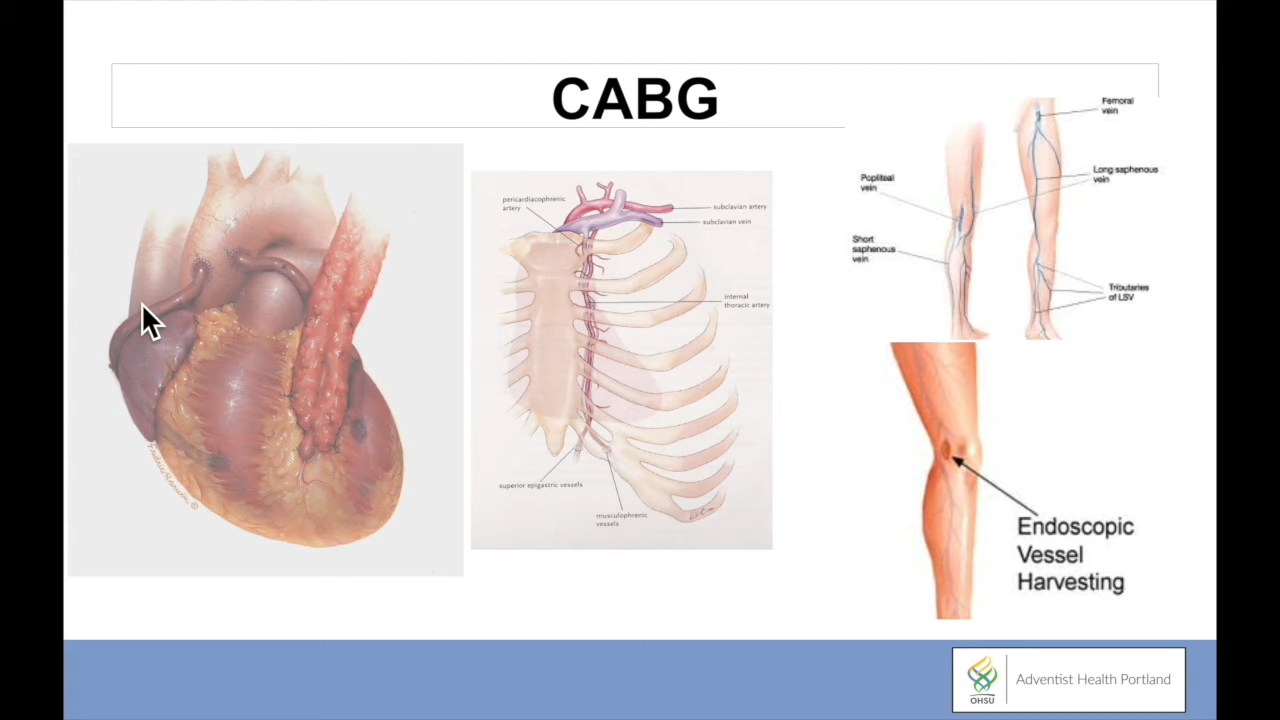 CABG
pericardiacophrenic
artery
subclavian artery
subclavian vein
internal
thoracic artery
superior epigastric vessels
musculophrenic
vessels
Femoral
vein
Popliteal
vein
Long saphenous
vein
Short
saphenous
vein
Tributaries
of LSV
Endoscopic
Vessel
Harvesting
OHSU
Adventist Health Portland